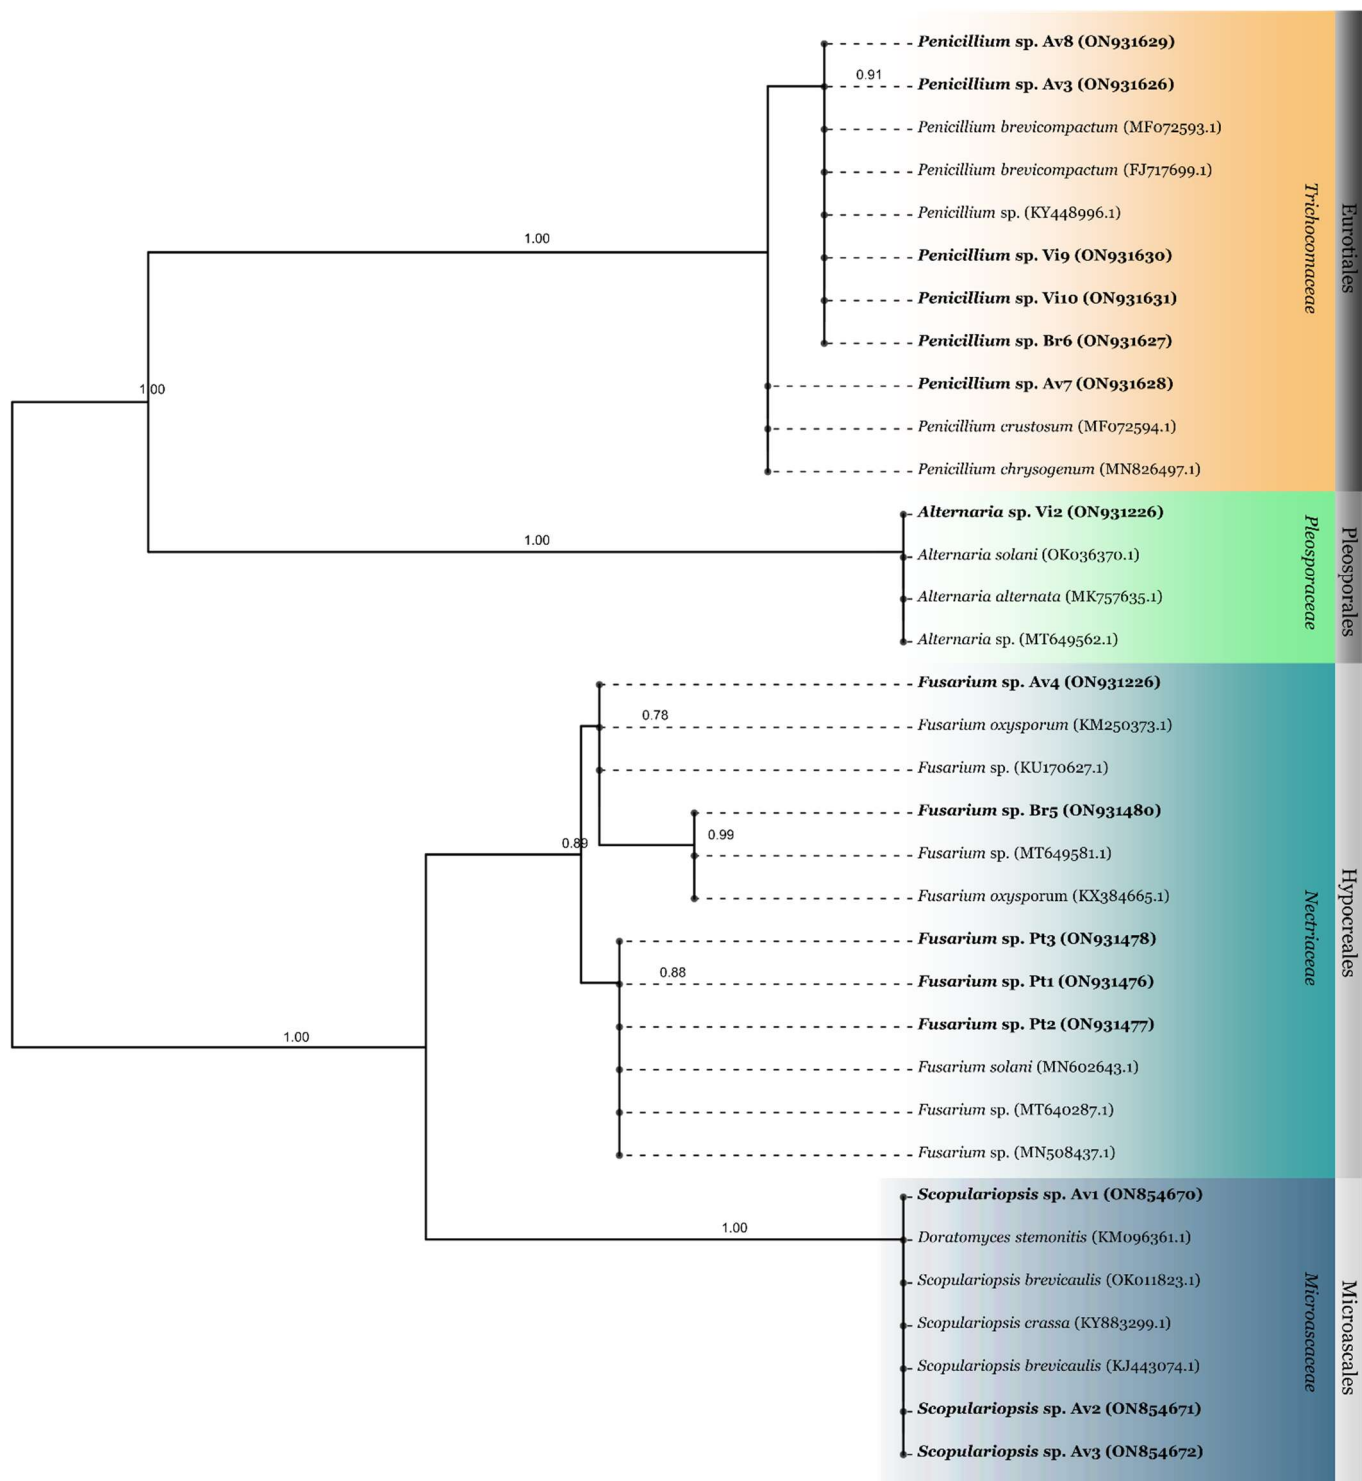 Penicillium sp. Av8 (ON931629)
0.91
Penicillium sp. Av3 (ON931626)
Penicillium brevicompactum (MF072593.1)
Penicillium brevicompactum (FJ717699.1)
Penicillium sp. (KY448996.1)
1.00
Penicillium sp. Vi9 (ON931630)
Penicillium sp. Vi10 (ON931631)
Penicillium sp. Br6 (ON931627)
1.00
Penicillium sp. Av7 (ON931628)
Penicillium crustosum (MF072594.1)
Penicillium chrysogenum (MN826497.1)
Trichocomaceae
Eurotiales
Alternaria sp. Vi2 (ON931226)
1.00
Alternaria solani (OK036370.1)
Alternaria alternata (MK757635.1)
Alternaria sp. (MT649562.1)
Pleosporaceae
Pleosporales
Fusarium sp. Av4 (ON931226)
0.78
Fusarium oxysporum (KM250373.1)
Fusarium sp. (KU170627.1)
Fusarium sp. Br5 (ON931480)
0.99
0.89
Fusarium sp. (MT649581.1)
Fusarium oxysporum (KX384665.1)
Fusarium sp. Pt3 (ON931478)
0.88
Fusarium sp. Pt1 (ON931476)
Fusarium sp. Pt2 (ON931477)
1.00
Fusarium solani (MN602643.1)
Fusarium sp. (MT640287.1)
Fusarium sp. (MN508437.1)
Nectriaceae
Hypocreales
Scopulariopsis sp. Av1 (ON854670)
1.00
Doratomyces stemonitis (KM096361.1)
Scopulariopsis brevicaulis (OK011823.1)
Scopulariopsis crassa (KY883299.1)
Scopulariopsis brevicaulis (KJ443074.1)
Scopulariopsis sp. Av2 (ON854671)
Scopulariopsis sp. Av3 (ON854672)
Microascaceae
Microascales